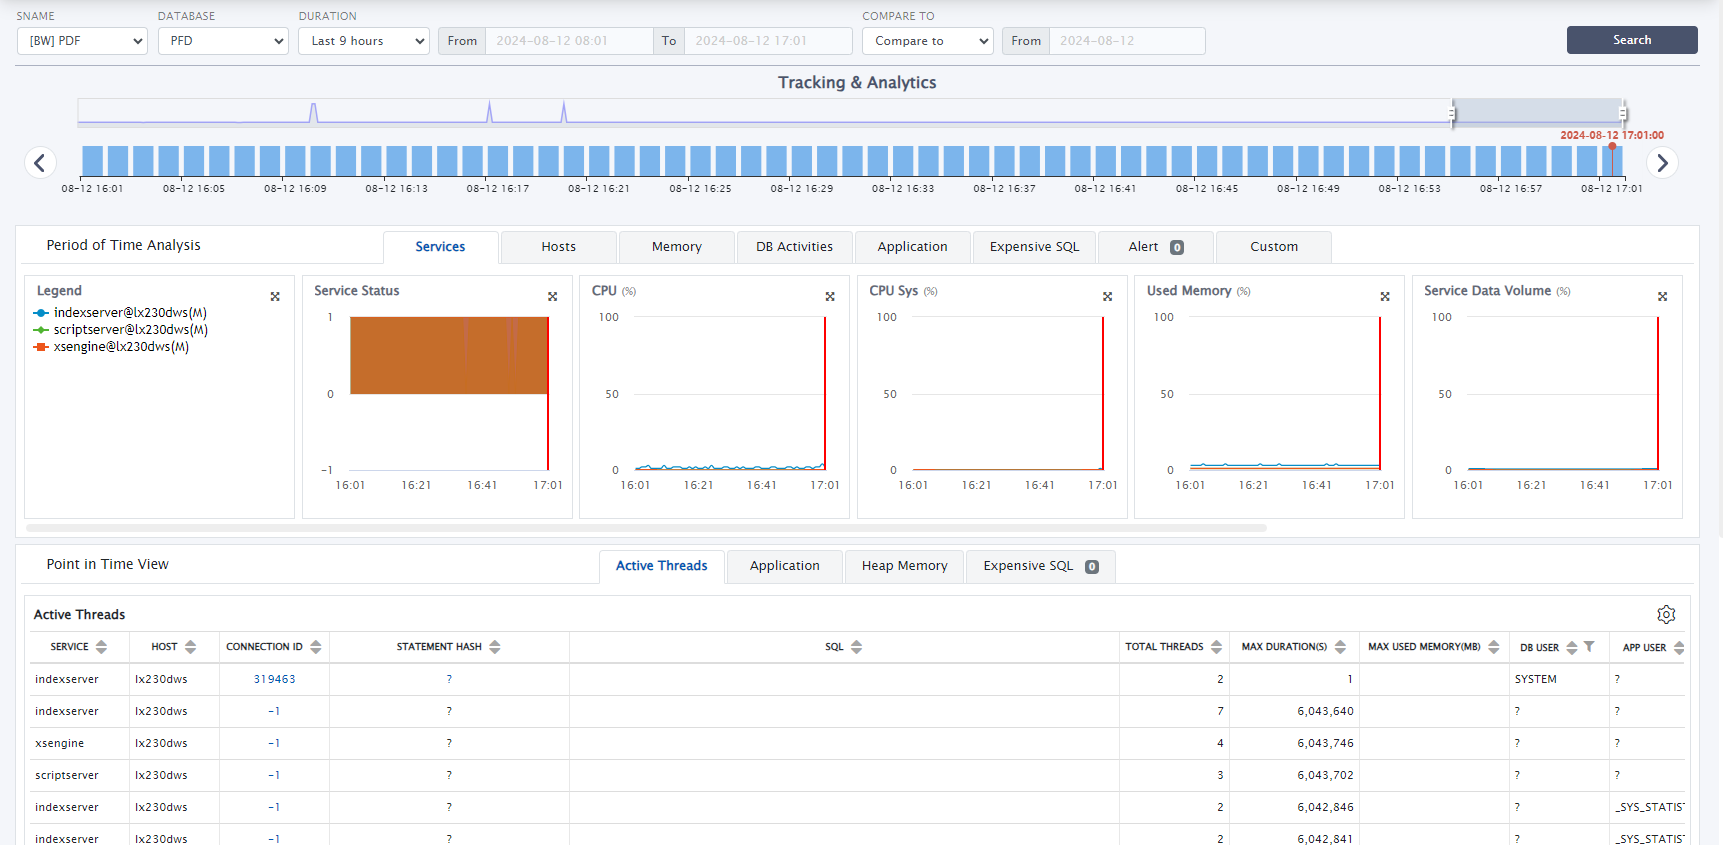 SNAME DATABASE DURATION COMPARE TO
[BW] PDF PFD Last 9 hours From 2024-08-12 08:01 To 2024-08-12 17:01 Compare to From 2024-08-12 Search
Tracking & Analytics
2024-08-12 17:01:00
08-12 16:01 08-12 16:05 08-12 16:09 08-12 16:13 08-12 16:17 08-12 16:21 08-12 16:25 08-12 16:29 08-12 16:33 08-12 16:37 08-12 16:41 08-12 16:45 08-12 16:49 08-12 16:53 08-12 16:57 08-12 17:01
Period of Time Analysis Services Hosts Memory DB Activities Application Expensive SQL Alert 0 Custom
Legend
indexserver@lx230dws(M)
scriptserver@lx230dws(M)
xsengine@lx230dws(M)
Service Status
1
0
-1
16:01 16:21 16:41 17:01
CPU (%)
100
50
0
16:01 16:21 16:41 17:01
CPU Sys (%)
100
50
0
16:01 16:21 16:41 17:01
Used Memory (%)
100
50
0
16:01 16:21 16:41 17:01
Service Data Volume (%)
100
50
0
16:01 16:21 16:41 17:01
Point in Time View Active Threads Application Heap Memory Expensive SQL 0
Active Threads
SERVICE HOST CONNECTION ID STATEMENT HASH SQL TOTAL THREADS MAX DURATION(S) MAX USED MEMORY(MB) DB USER APP USER
indexserver lx230dws 319463 ? 2 1 SYSTEM ?
indexserver lx230dws -1 ? 7 6,043,640 ? ?
xsengine lx230dws -1 ? 4 6,043,746 ? ?
scriptserver lx230dws -1 ? 3 6,043,702 ? ?
indexserver lx230dws -1 ? 2 6,042,846 ? _SYS_STATIST
indexserver lx230dws -1 ? 2 6,042,841 ? _SYS_STATIST